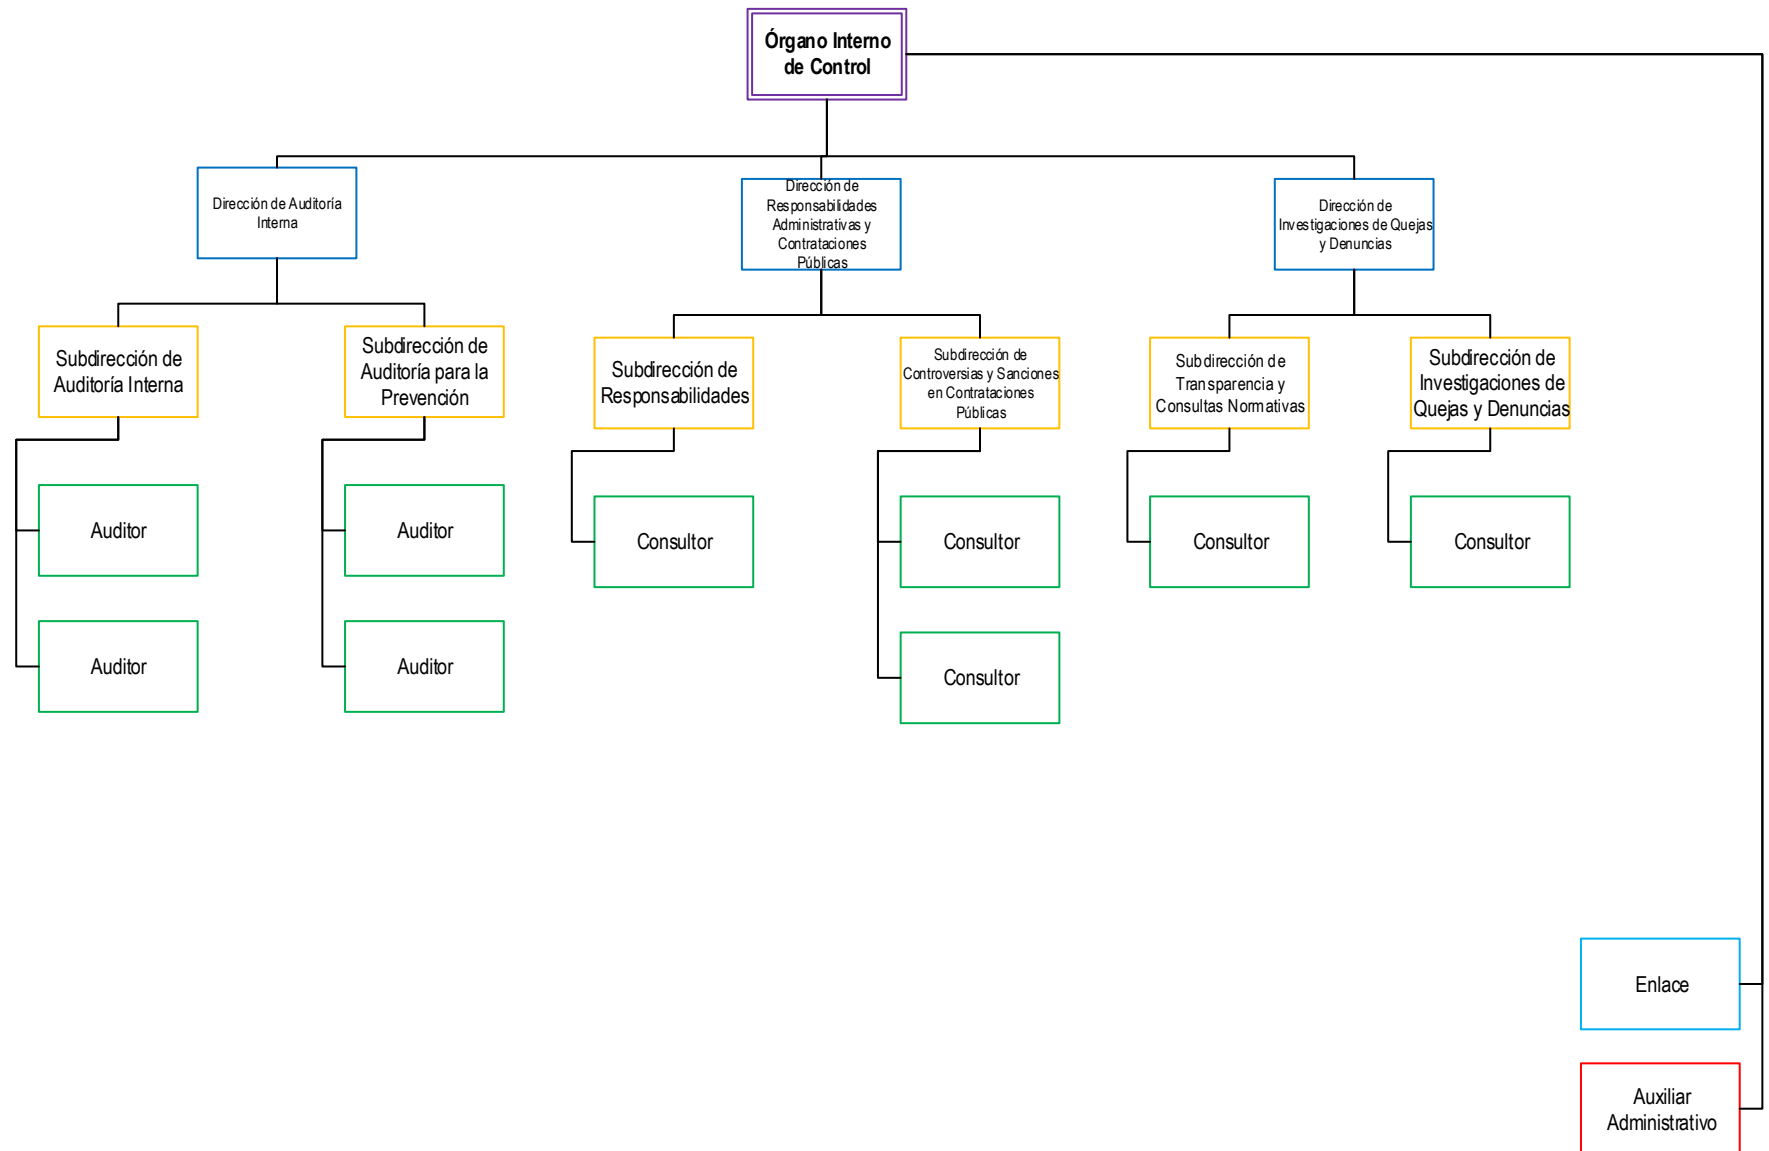 Órgano Interno
de Control
Dirección de Auditoría
Interna
Dirección de
Responsabilidades
Administrativas y
Contrataciones
Públicas
Dirección de
Investigaciones de Quejas
y Denuncias
Subdirección de
Auditoría Interna
Subdirección de
Auditoría para la
Prevención
Subdirección de
Responsabilidades
Subdirección de
Controversias y Sanciones
en Contrataciones
Públicas
Subdirección de
Transparencia y
Consultas Normativas
Subdirección de
Investigaciones de
Quejas y Denuncias
Auditor
Auditor
Consultor
Consultor
Consultor
Consultor
Auditor
Auditor
Consultor
Enlace
Auxiliar
Administrativo